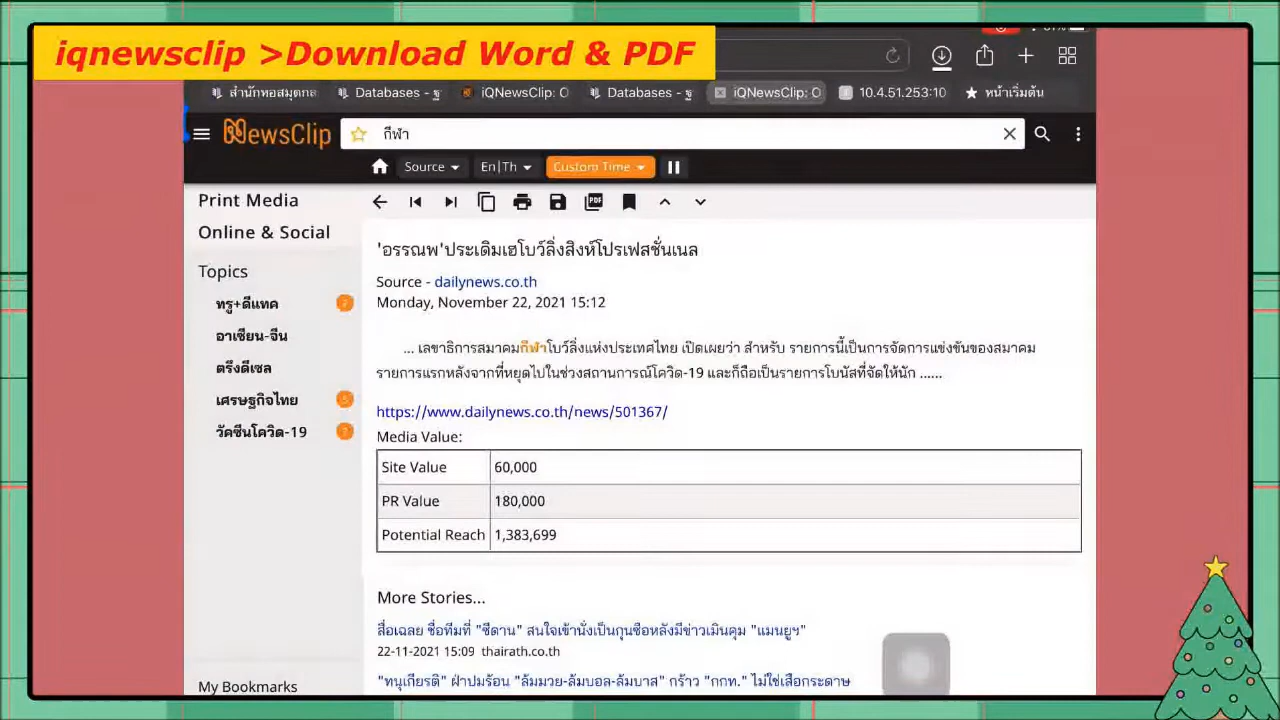 iqnewsclip >Download Word & PDF
สำนักหอสมุดกล
Databases - ฐ
iQNewsClip: O
Databases - ฐ
iQNewsClip: O
10.4.51.253:10
หน้าเริ่มต้น
NewsClip
กีฬา
Source
En|Th
Custom Time
Print Media
Online & Social
Topics
ทรู+ดีแทค
อาเซียน-จีน
ตรึงดีเซล
เศรษฐกิจไทย
วัคซีนโควิด-19
My Bookmarks
PDF
'อรรณพ'ประเดิมเฮโบว์ลิ่งสิงห์โปรเฟสชั่นเนล
Source - dailynews.co.th
Monday, November 22, 2021 15:12
... เลขาธิการสมาคมกีฬาโบว์ลิ่งแห่งประเทศไทย เปิดเผยว่า สำหรับ รายการนี้เป็นการจัดการแข่งขันของสมาคม
รายการแรกหลังจากที่หยุดไปในช่วงสถานการณ์โควิด-19 และก็ถือเป็นรายการโบนัสที่จัดให้นัก ......
https://www.dailynews.co.th/news/501367/
Media Value:
Site Value 60,000
PR Value 180,000
Potential Reach 1,383,699
More Stories...
สื่อเฉลย ชื่อทีมที่ "ซีดาน" สนใจเข้านั่งเป็นกุนซือหลังมีข่าวเมินคุม "แมนยูฯ"
22-11-2021 15:09 thairath.co.th
"ทนุเกียรติ" ฝ่าปมร้อน "ล้มมวย-ล้มบอล-ล้มบาส" กร้าว "กกท." ไม่ใช่เสือกระดาษ